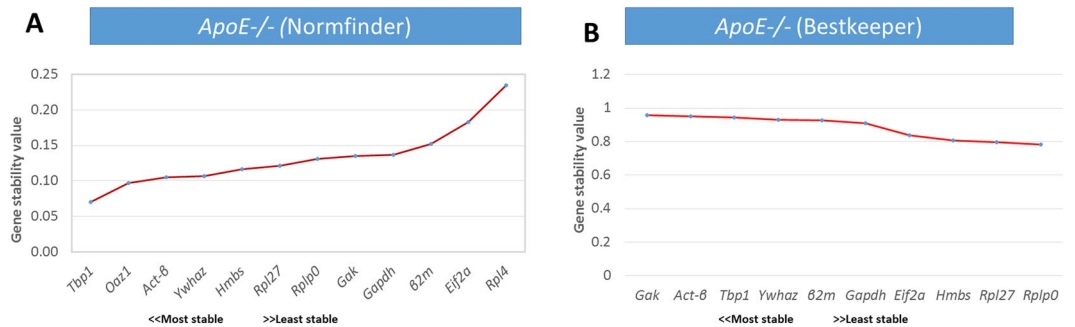 A
ApoE-/- (Normfinder)
Gene stability value
0.25
0.20
0.15
0.10
0.05
0.00
Tbp1
Oaz1
Act-β
Ywhaz
Hmbs
Rpl27
Rplp0
Gak
Gapdh
β2m
Eif2a
Rpl4
<<Most stable >>Least stable
B
ApoE-/- (Bestkeeper)
Gene stability value
1.2
1
0.8
0.6
0.4
0.2
0
Gak Act-β Tbp1 Ywhaz β2m Gapdh Eif2a Hmbs Rpl27 Rplp0
<<Most stable >>Least stable